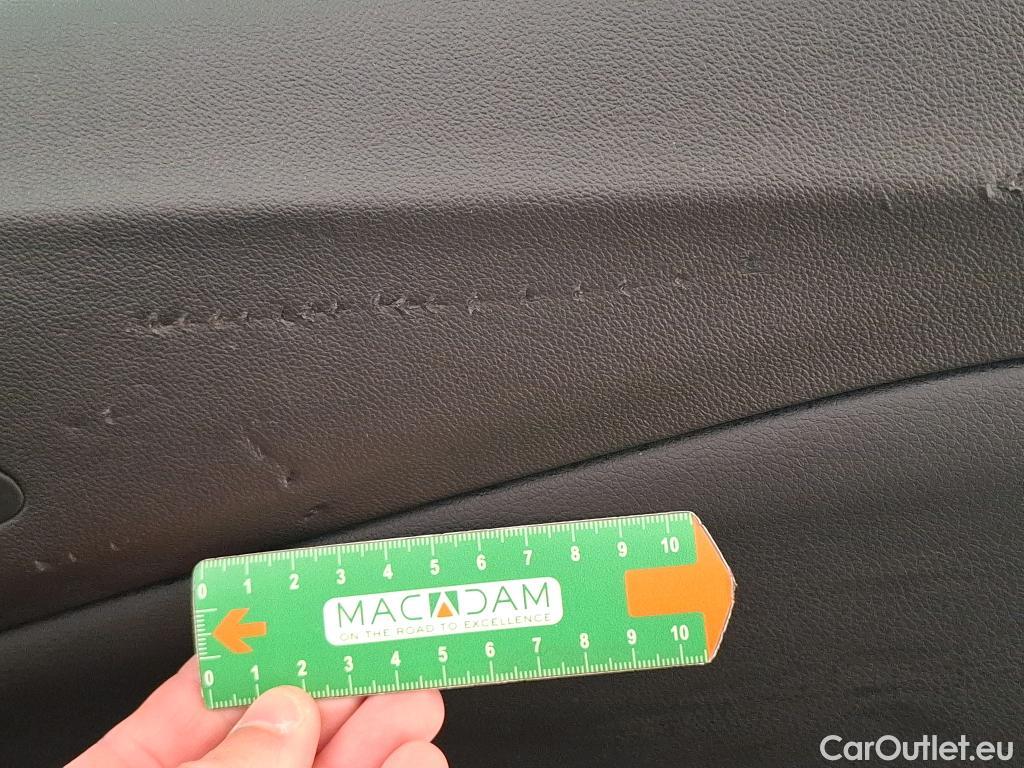 0 1 2 3 4 5 6 7 8 9 10
MACADAM
ON THE ROAD TO EXCELLENCE
0 1 2 3 4 5 6 7 8 9 10
CarOutlet.eu